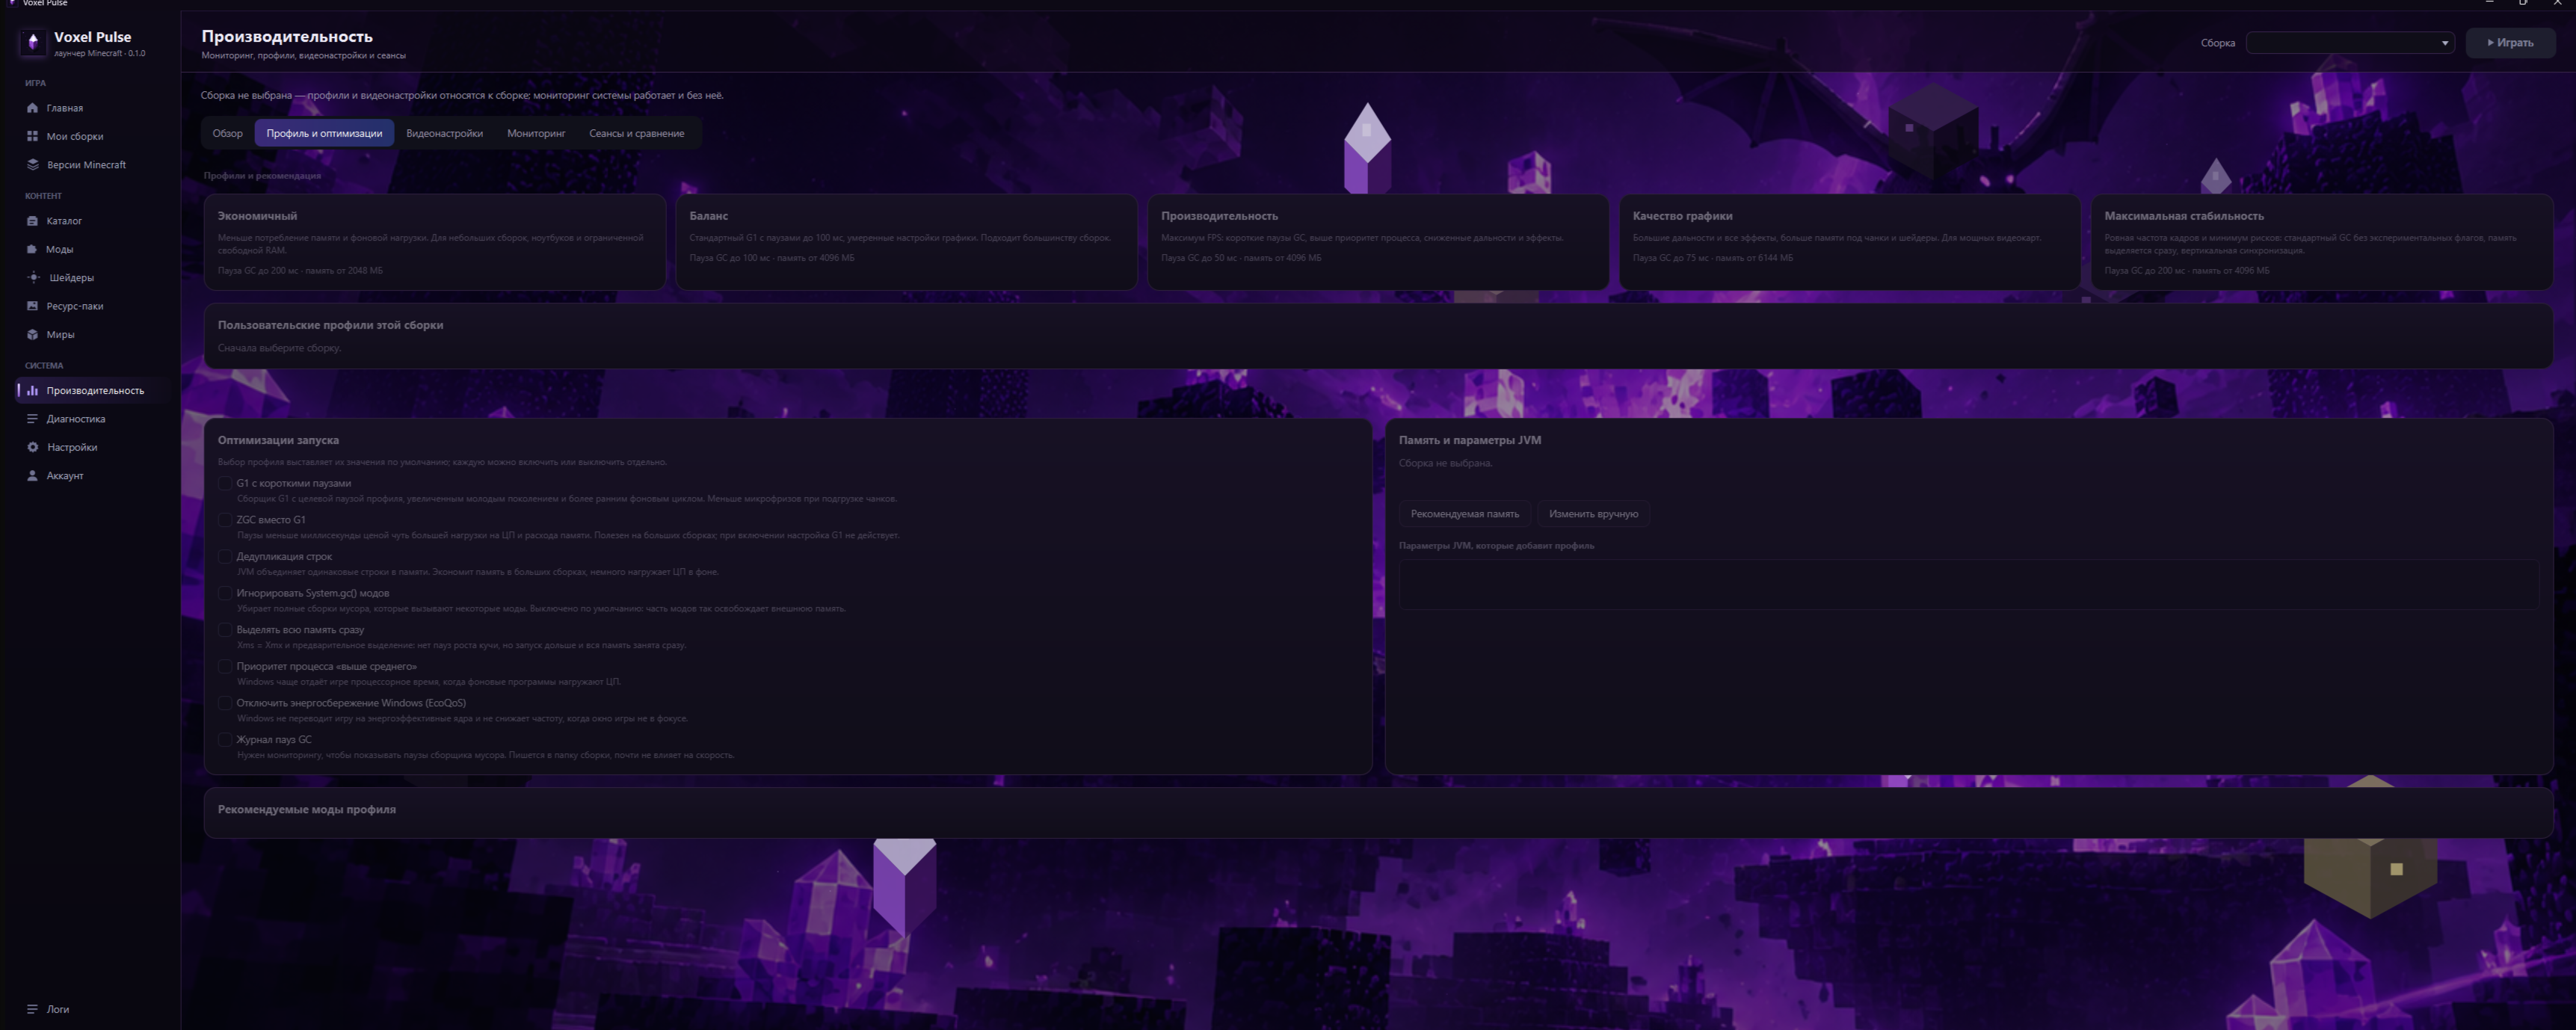 Voxel Pulse
Voxel Pulse
лаунчер Minecraft · 0.1.0
ИГРА
Главная
Мои сборки
Версии Minecraft
КОНТЕНТ
Каталог
Моды
Шейдеры
Ресурс-паки
Миры
СИСТЕМА
Производительность
Диагностика
Настройки
Аккаунт
Логи
Производительность
Мониторинг, профили, видеонастройки и сеансы
Сборка
Играть
Сборка не выбрана — профили и видеонастройки относятся к сборке; мониторинг системы работает и без неё.
Обзор
Профиль и оптимизации
Видеонастройки
Мониторинг
Сеансы и сравнение
Профили и рекомендация
Экономичный
Меньше потребление памяти и фоновой нагрузки. Для небольших сборок, ноутбуков и ограниченной
свободной RAM.
Пауза GC до 200 мс · память от 2048 МБ
Баланс
Стандартный G1 с паузами до 100 мс, умеренные настройки графики. Подходит большинству сборок.
Пауза GC до 100 мс · память от 4096 МБ
Производительность
Максимум FPS: короткие паузы GC, выше приоритет процесса, сниженные дальности и эффекты.
Пауза GC до 50 мс · память от 4096 МБ
Качество графики
Большие дальности и все эффекты, больше памяти под чанки и шейдеры. Для мощных видеокарт.
Пауза GC до 75 мс · память от 6144 МБ
Максимальная стабильность
Ровная частота кадров и минимум рисков: стандартный GC без экспериментальных флагов, память
выделяется сразу, вертикальная синхронизация.
Пауза GC до 200 мс · память от 4096 МБ
Пользовательские профили этой сборки
Сначала выберите сборку.
Оптимизации запуска
Выбор профиля выставляет их значения по умолчанию; каждую можно включить или выключить отдельно.
G1 с короткими паузами
Сборщик G1 с целевой паузой профиля, увеличенным молодым поколением и более ранним фоновым циклом. Меньше микрофризов при подгрузке чанков.
ZGC вместо G1
Паузы меньше миллисекунды ценой чуть большей нагрузки на ЦП и расхода памяти. Полезен на больших сборках; при включении настройка G1 не действует.
Дедупликация строк
JVM объединяет одинаковые строки в памяти. Экономит память в больших сборках, немного нагружает ЦП в фоне.
Игнорировать System.gc() модов
Убирает полные сборки мусора, которые вызывают некоторые моды. Выключено по умолчанию: часть модов так освобождает внешнюю память.
Выделять всю память сразу
Xms = Xmx и предварительное выделение: нет пауз роста кучи, но запуск дольше и вся память занята сразу.
Приоритет процесса «выше среднего»
Windows чаще отдаёт игре процессорное время, когда фоновые программы нагружают ЦП.
Отключить энергосбережение Windows (EcoQoS)
Windows не переводит игру на энергоэффективные ядра и не снижает частоту, когда окно игры не в фокусе.
Журнал пауз GC
Нужен мониторингу, чтобы показывать паузы сборщика мусора. Пишется в папку сборки, почти не влияет на скорость.
Память и параметры JVM
Сборка не выбрана.
Рекомендуемая память
Изменить вручную
Параметры JVM, которые добавит профиль
Рекомендуемые моды профиля